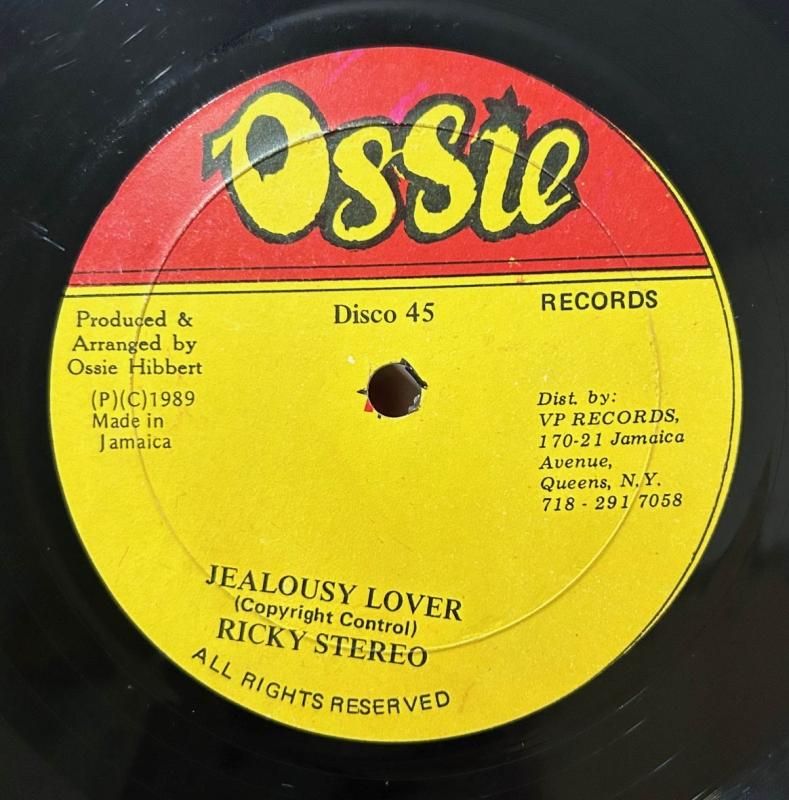 Ossie
RECORDS
Disco 45
Produced &
Arranged by
Ossie Hibbert
(P)(C)1989
Made in
Jamaica
Dist. by:
VP RECORDS,
170-21 Jamaica
Avenue,
Queens, N.Y.
718 - 291 7058
JEALOUSY LOVER
(Copyright Control)
RICKY STEREO
ALL RIGHTS RESERVED